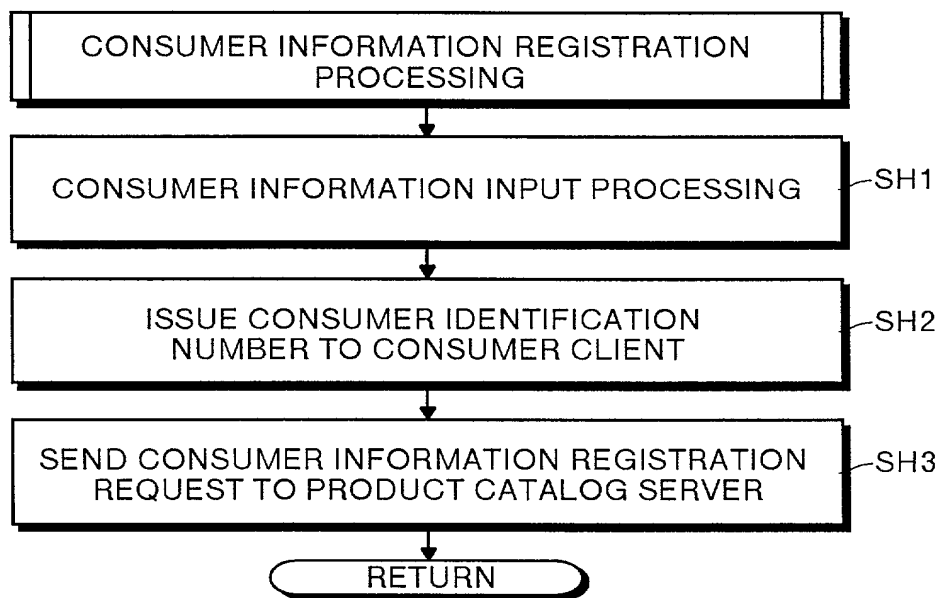 CONSUMER INFORMATION REGISTRATION
PROCESSING
CONSUMER INFORMATION INPUT PROCESSING
SH1
ISSUE CONSUMER IDENTIFICATION
NUMBER TO CONSUMER CLIENT
SH2
SEND CONSUMER INFORMATION REGISTRATION
REQUEST TO PRODUCT CATALOG SERVER
SH3
RETURN